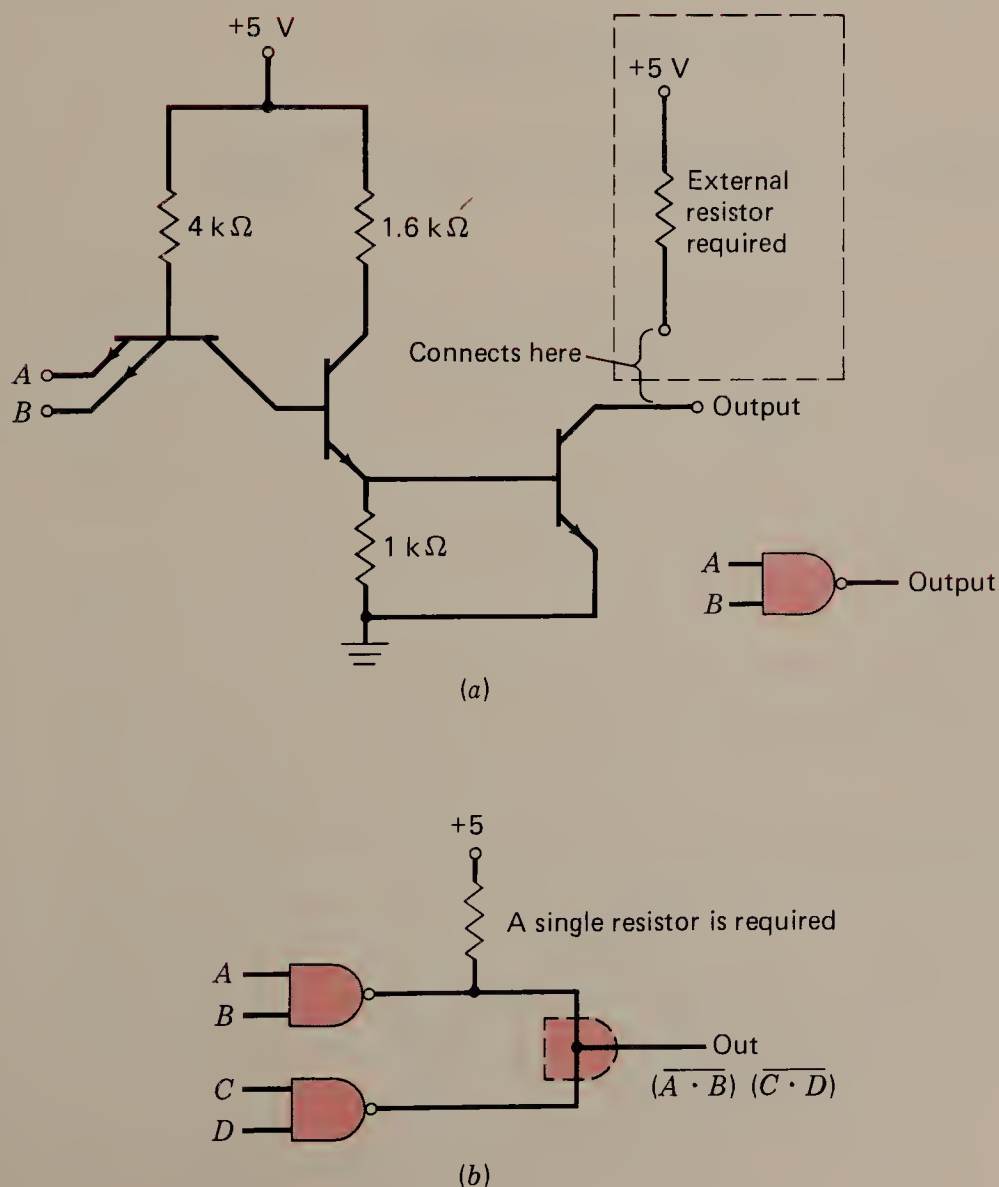 +5 V
+5 V
External
resistor
required
4 kΩ
1.6 kΩ
Connects here
A
B
Output
1 kΩ
A
B
Output
(a)
+5
A single resistor is required
A
B
Out
(A̅ ̅·̅ ̅B̅) (C̅ ̅·̅ ̅D̅)
C
D
(b)